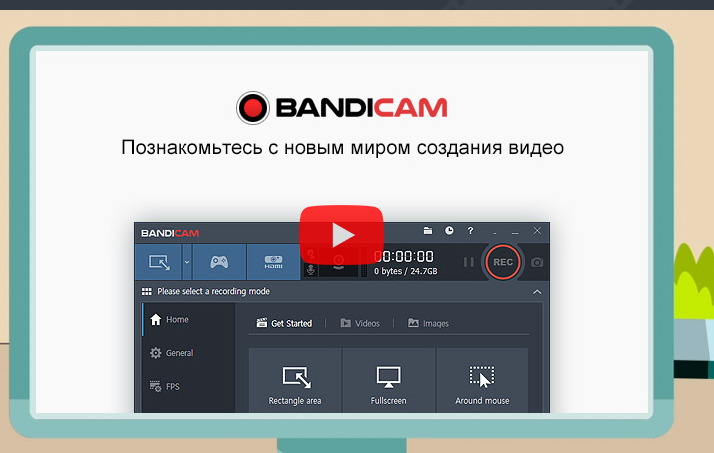 BANDICAM
Познакомьтесь с новым миром создания видео
BANDICAM ?
HDMI 00:00:00 REC
0 bytes / 24.7GB
Please select a recording mode
Home Get Started Videos Images
General
FPS
Rectangle area Fullscreen Around mouse